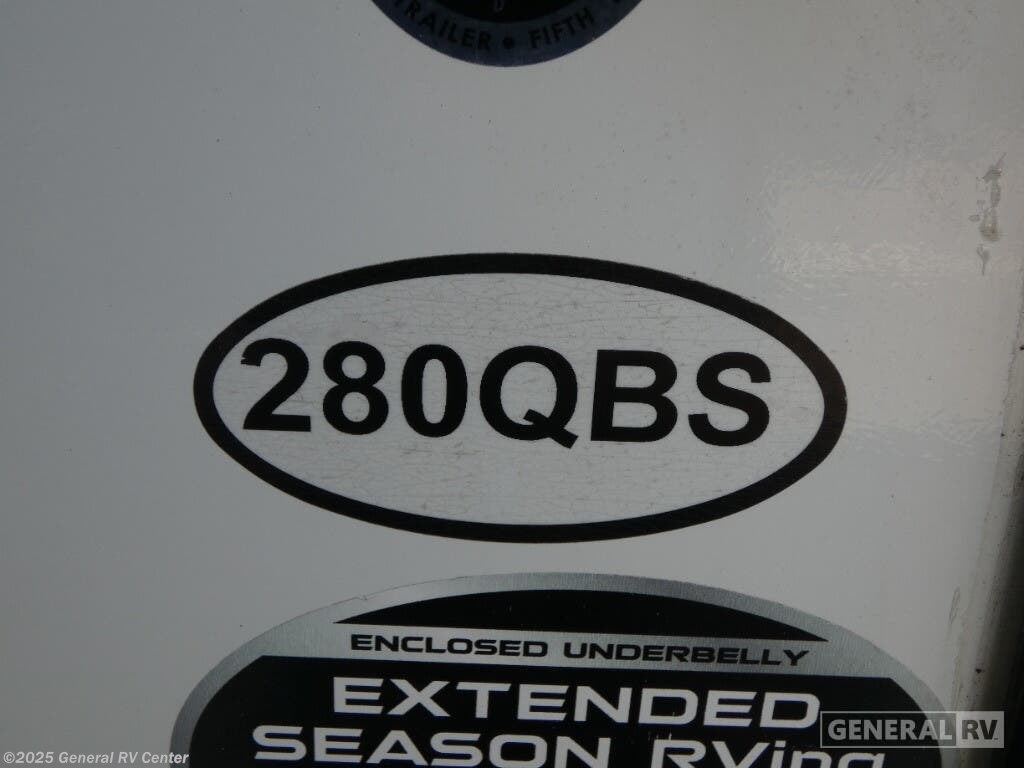 TRAILER • FIFTH
280QBS
ENCLOSED UNDERBELLY
EXTENDED
SEASON RVing
GENERAL RV
©2025 General RV Center